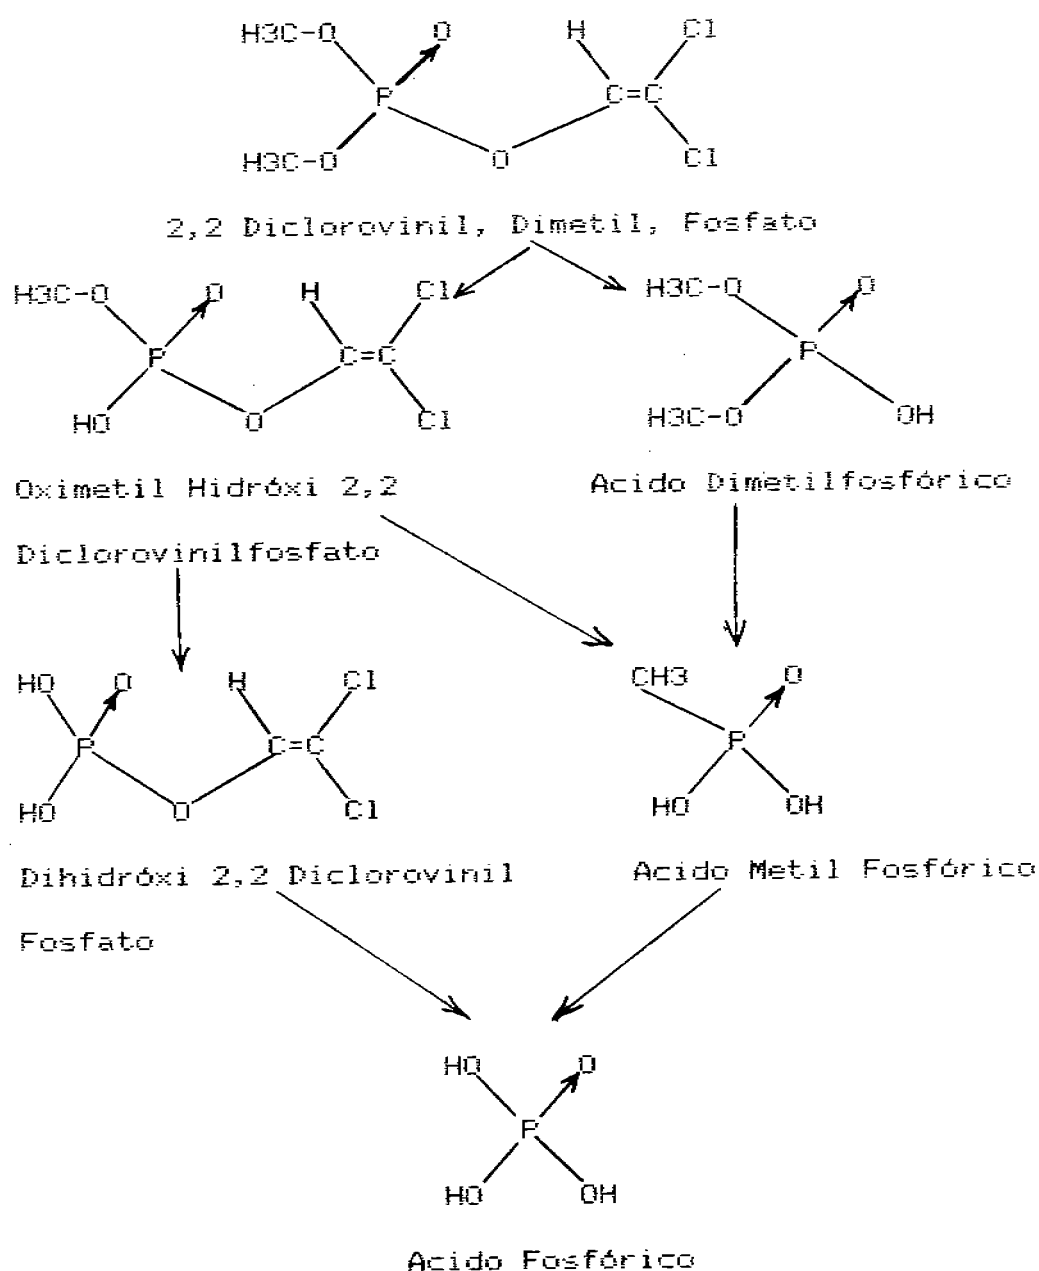 H3C-O O H Cl
P C=C
H3C-O O Cl
2,2 Diclorovinil, Dimetil, Fosfato
H3C-O O H Cl H3C-O O
P C=C P
HO O Cl H3C-O OH
Oximetil Hidróxi 2,2
Diclorovinilfosfato
Acido Dimetilfosfórico
HO O H Cl CH3 O
P C=C P
HO O Cl HO OH
Dihidróxi 2,2 Diclorovinil
Fosfato
Acido Metil Fosfórico
HO O
P
HO OH
Acido Fosfórico